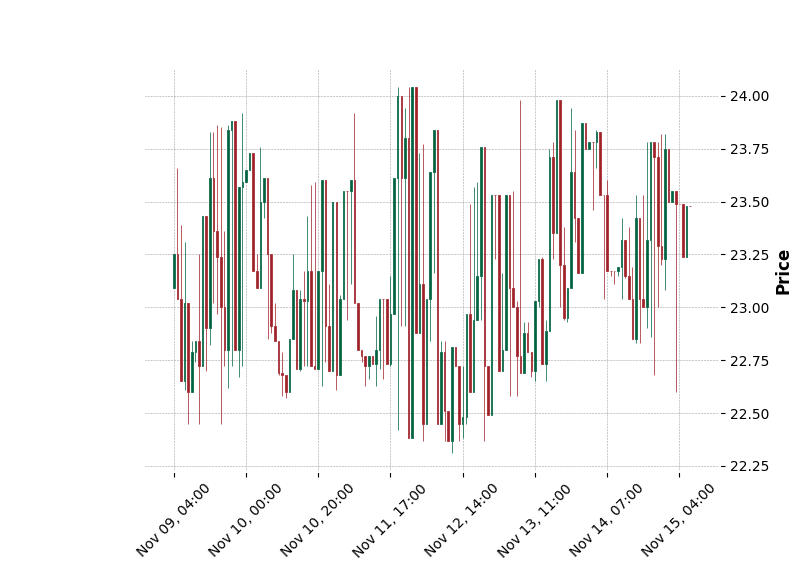 24.00
23.75
23.50
23.25
23.00
22.75
22.50
22.25
Price
Nov 09, 04:00
Nov 10, 00:00
Nov 10, 20:00
Nov 11, 17:00
Nov 12, 14:00
Nov 13, 11:00
Nov 14, 07:00
Nov 15, 04:00